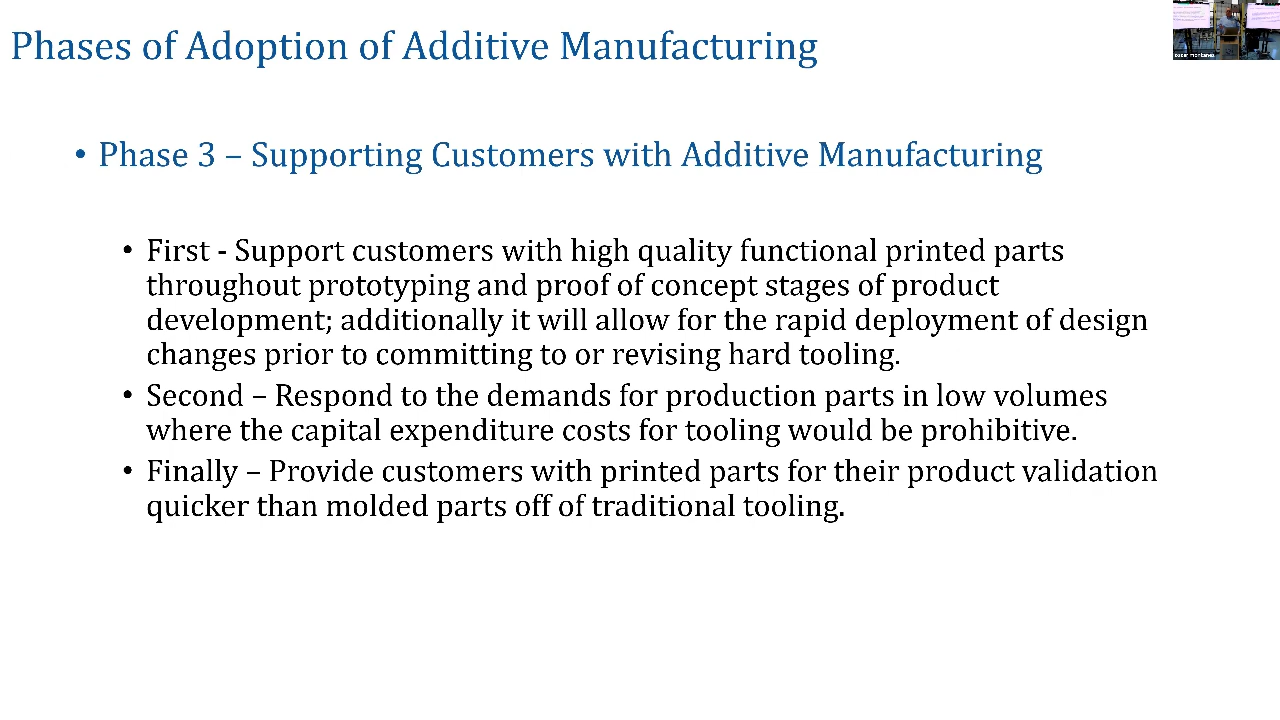 Phases of Adoption of Additive Manufacturing
• Phase 3 – Supporting Customers with Additive Manufacturing
• First - Support customers with high quality functional printed parts
throughout prototyping and proof of concept stages of product
development; additionally it will allow for the rapid deployment of design
changes prior to committing to or revising hard tooling.
• Second – Respond to the demands for production parts in low volumes
where the capital expenditure costs for tooling would be prohibitive.
• Finally – Provide customers with printed parts for their product validation
quicker than molded parts off of traditional tooling.